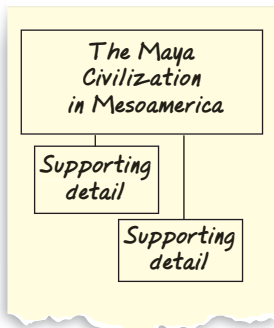 The Maya
Civilization
in Mesoamerica
Supporting
detail
Supporting
detail